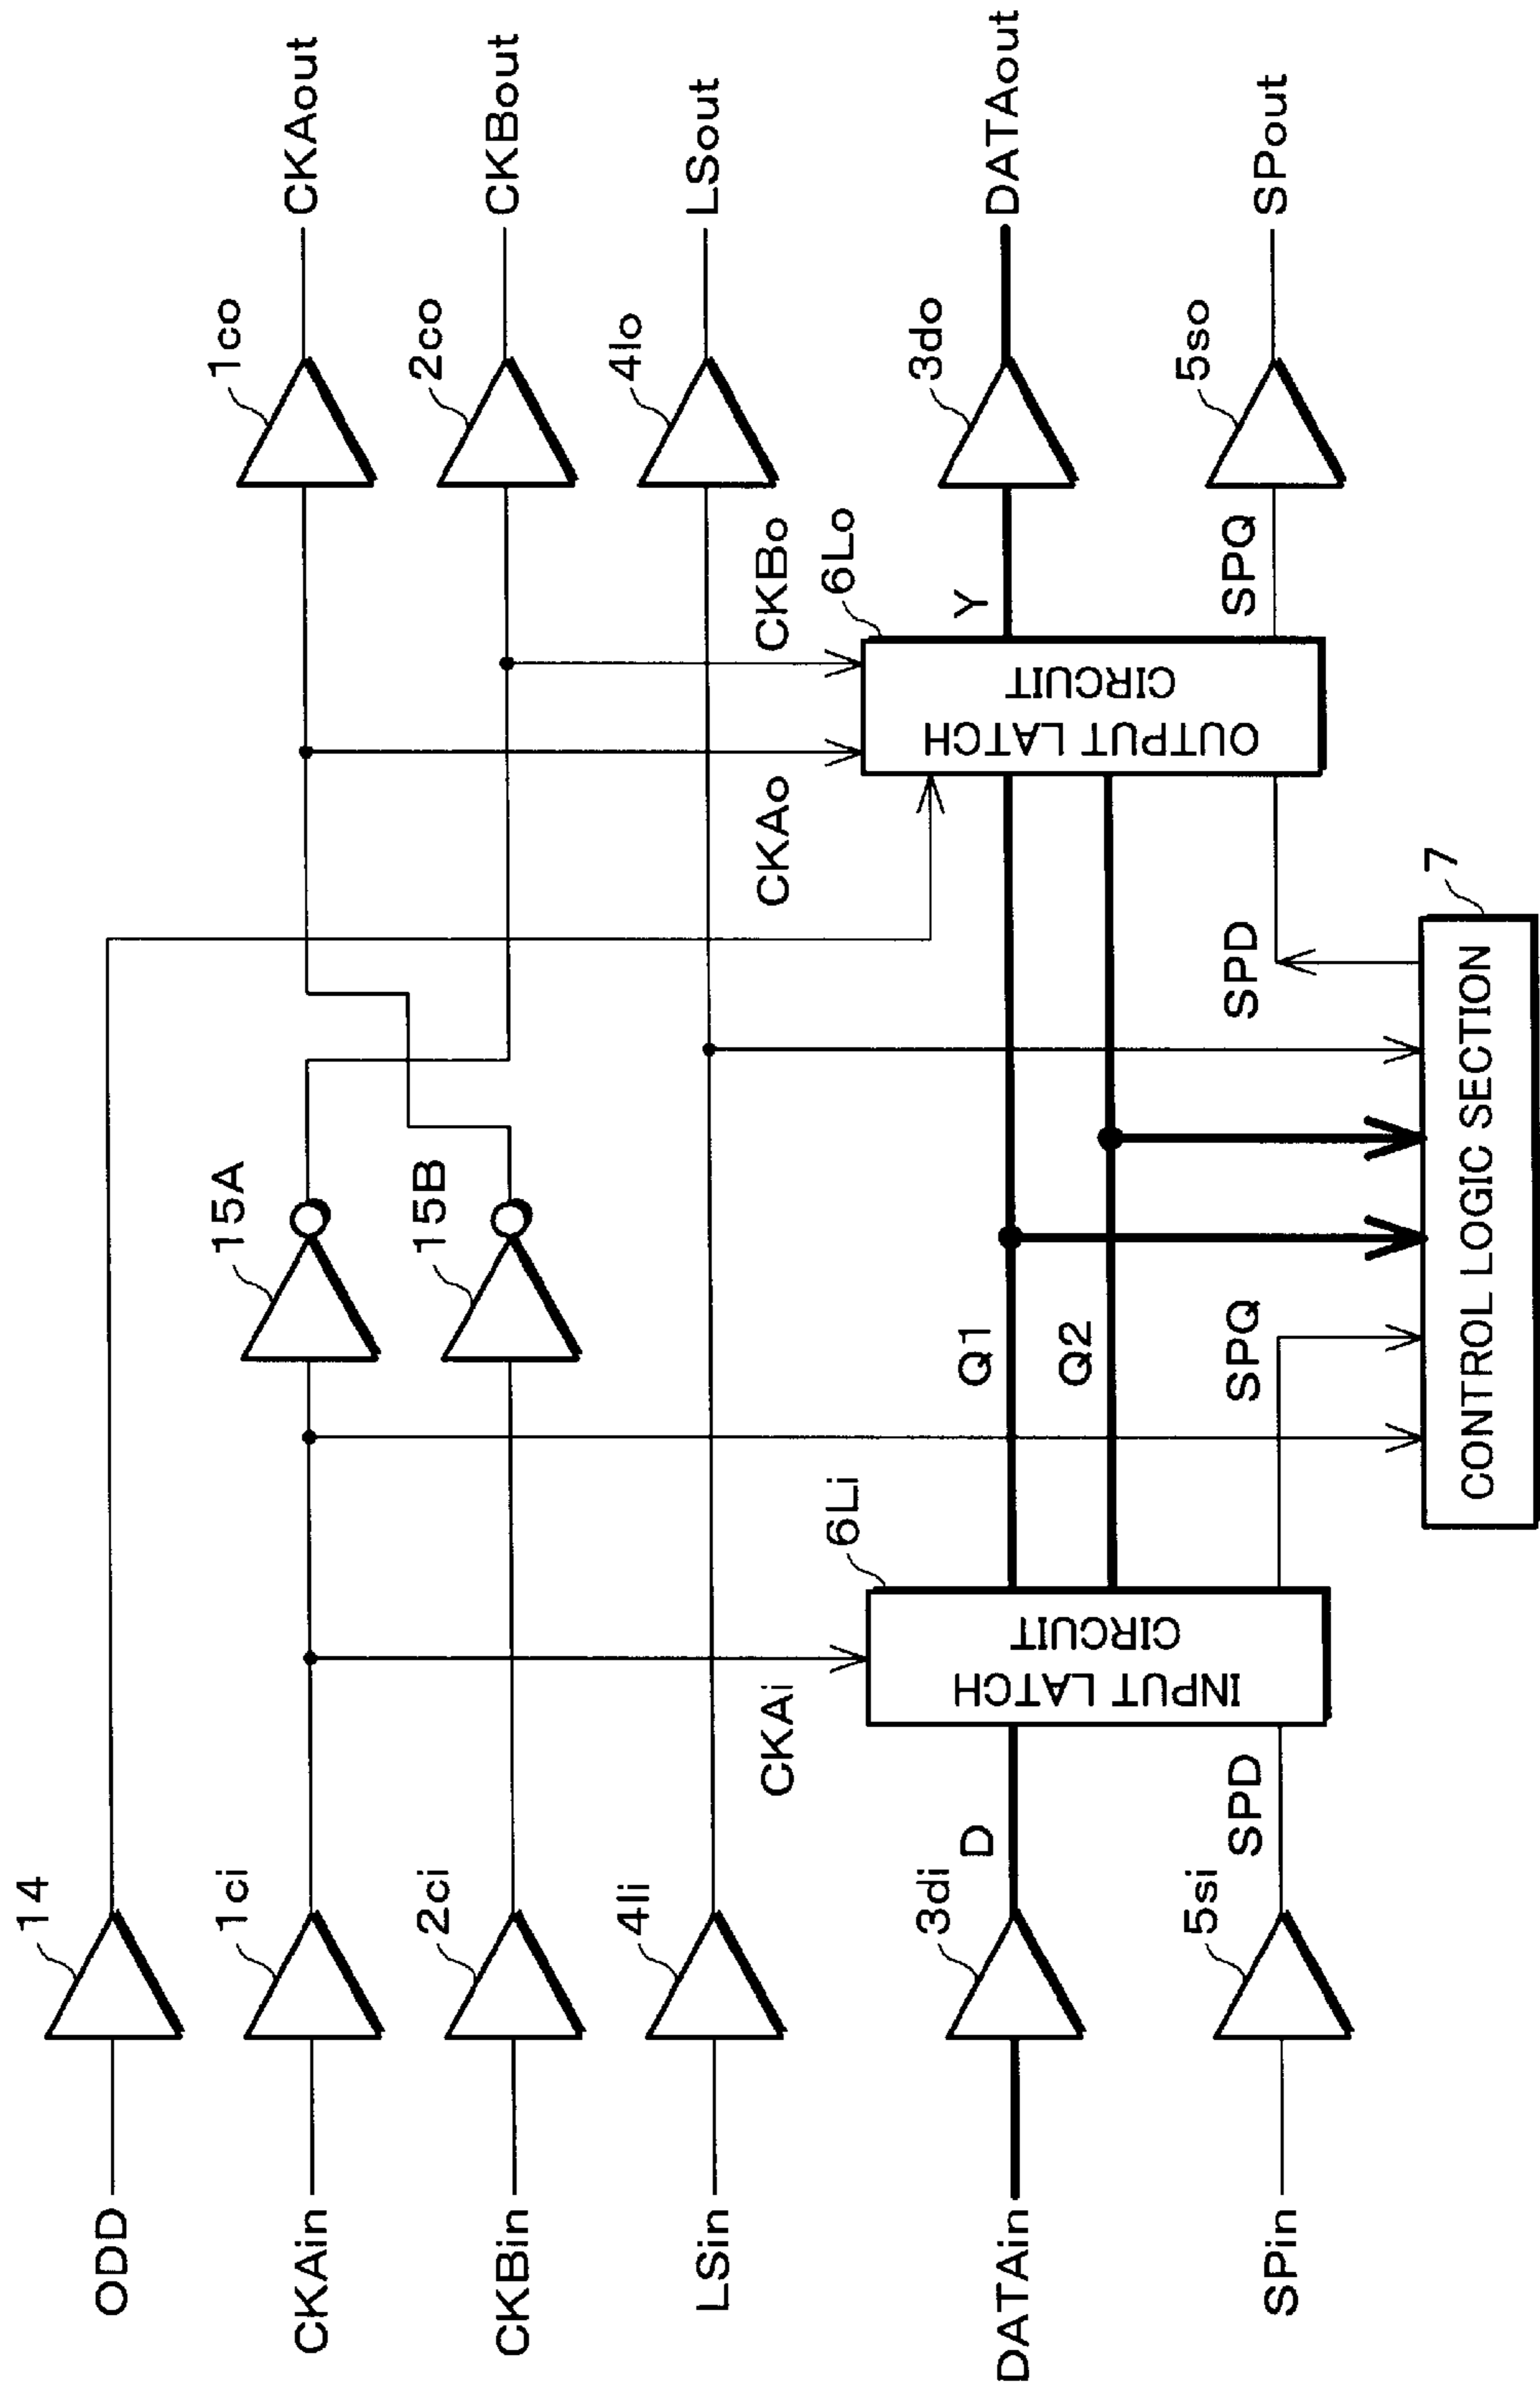 ODD
14
CKAin
1ci
15A
1co
CKAout
CKBin
2ci
15B
2co
CKBout
LSin
4li
4lo
LSout
CKAi
CKAo
CKBo
6Li
6Lo
DATAin
3di
D
INPUT LATCH
CIRCUIT
Q1
Q2
OUTPUT LATCH
CIRCUIT
Y
3do
DATAout
SPin
5si
SPD
SPQ
SPD
SPQ
5so
SPout
CONTROL LOGIC SECTION
7